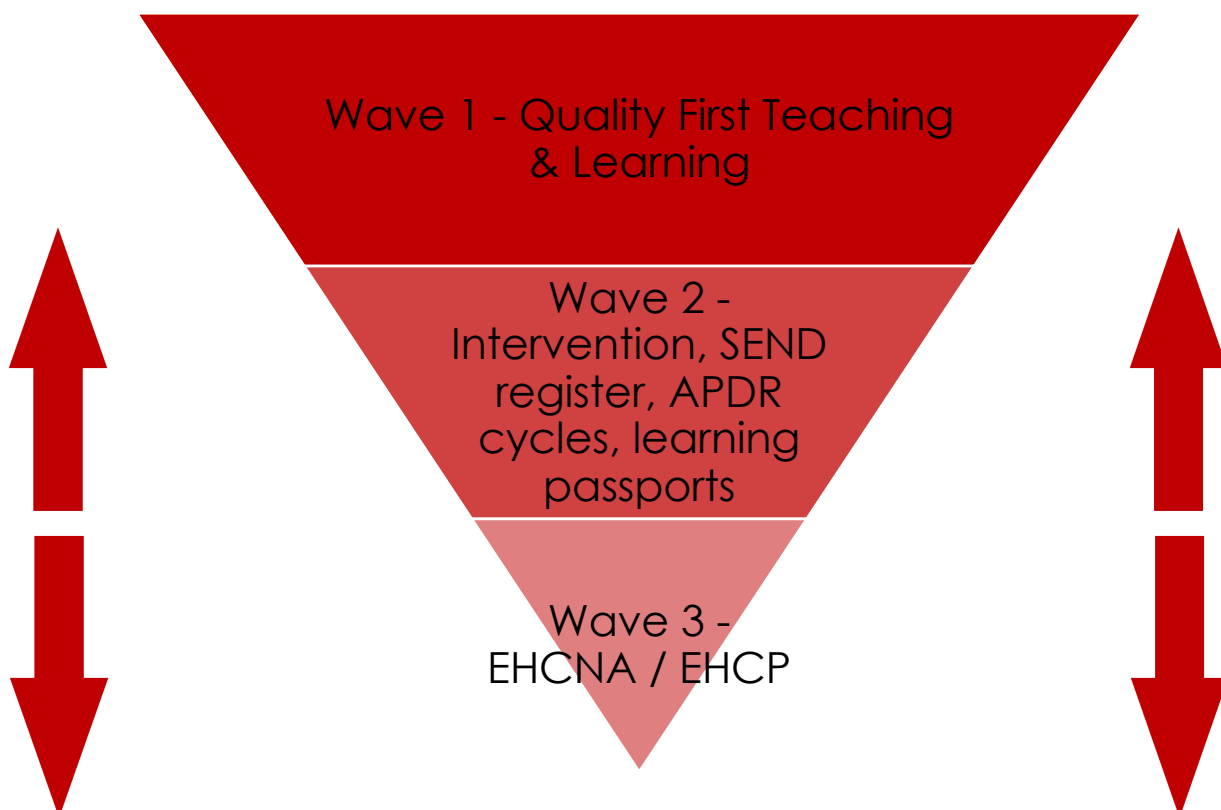 Wave 1 - Quality First Teaching
& Learning
Wave 2 -
Intervention, SEND
register, APDR
cycles, learning
passports
Wave 3 -
EHCNA / EHCP